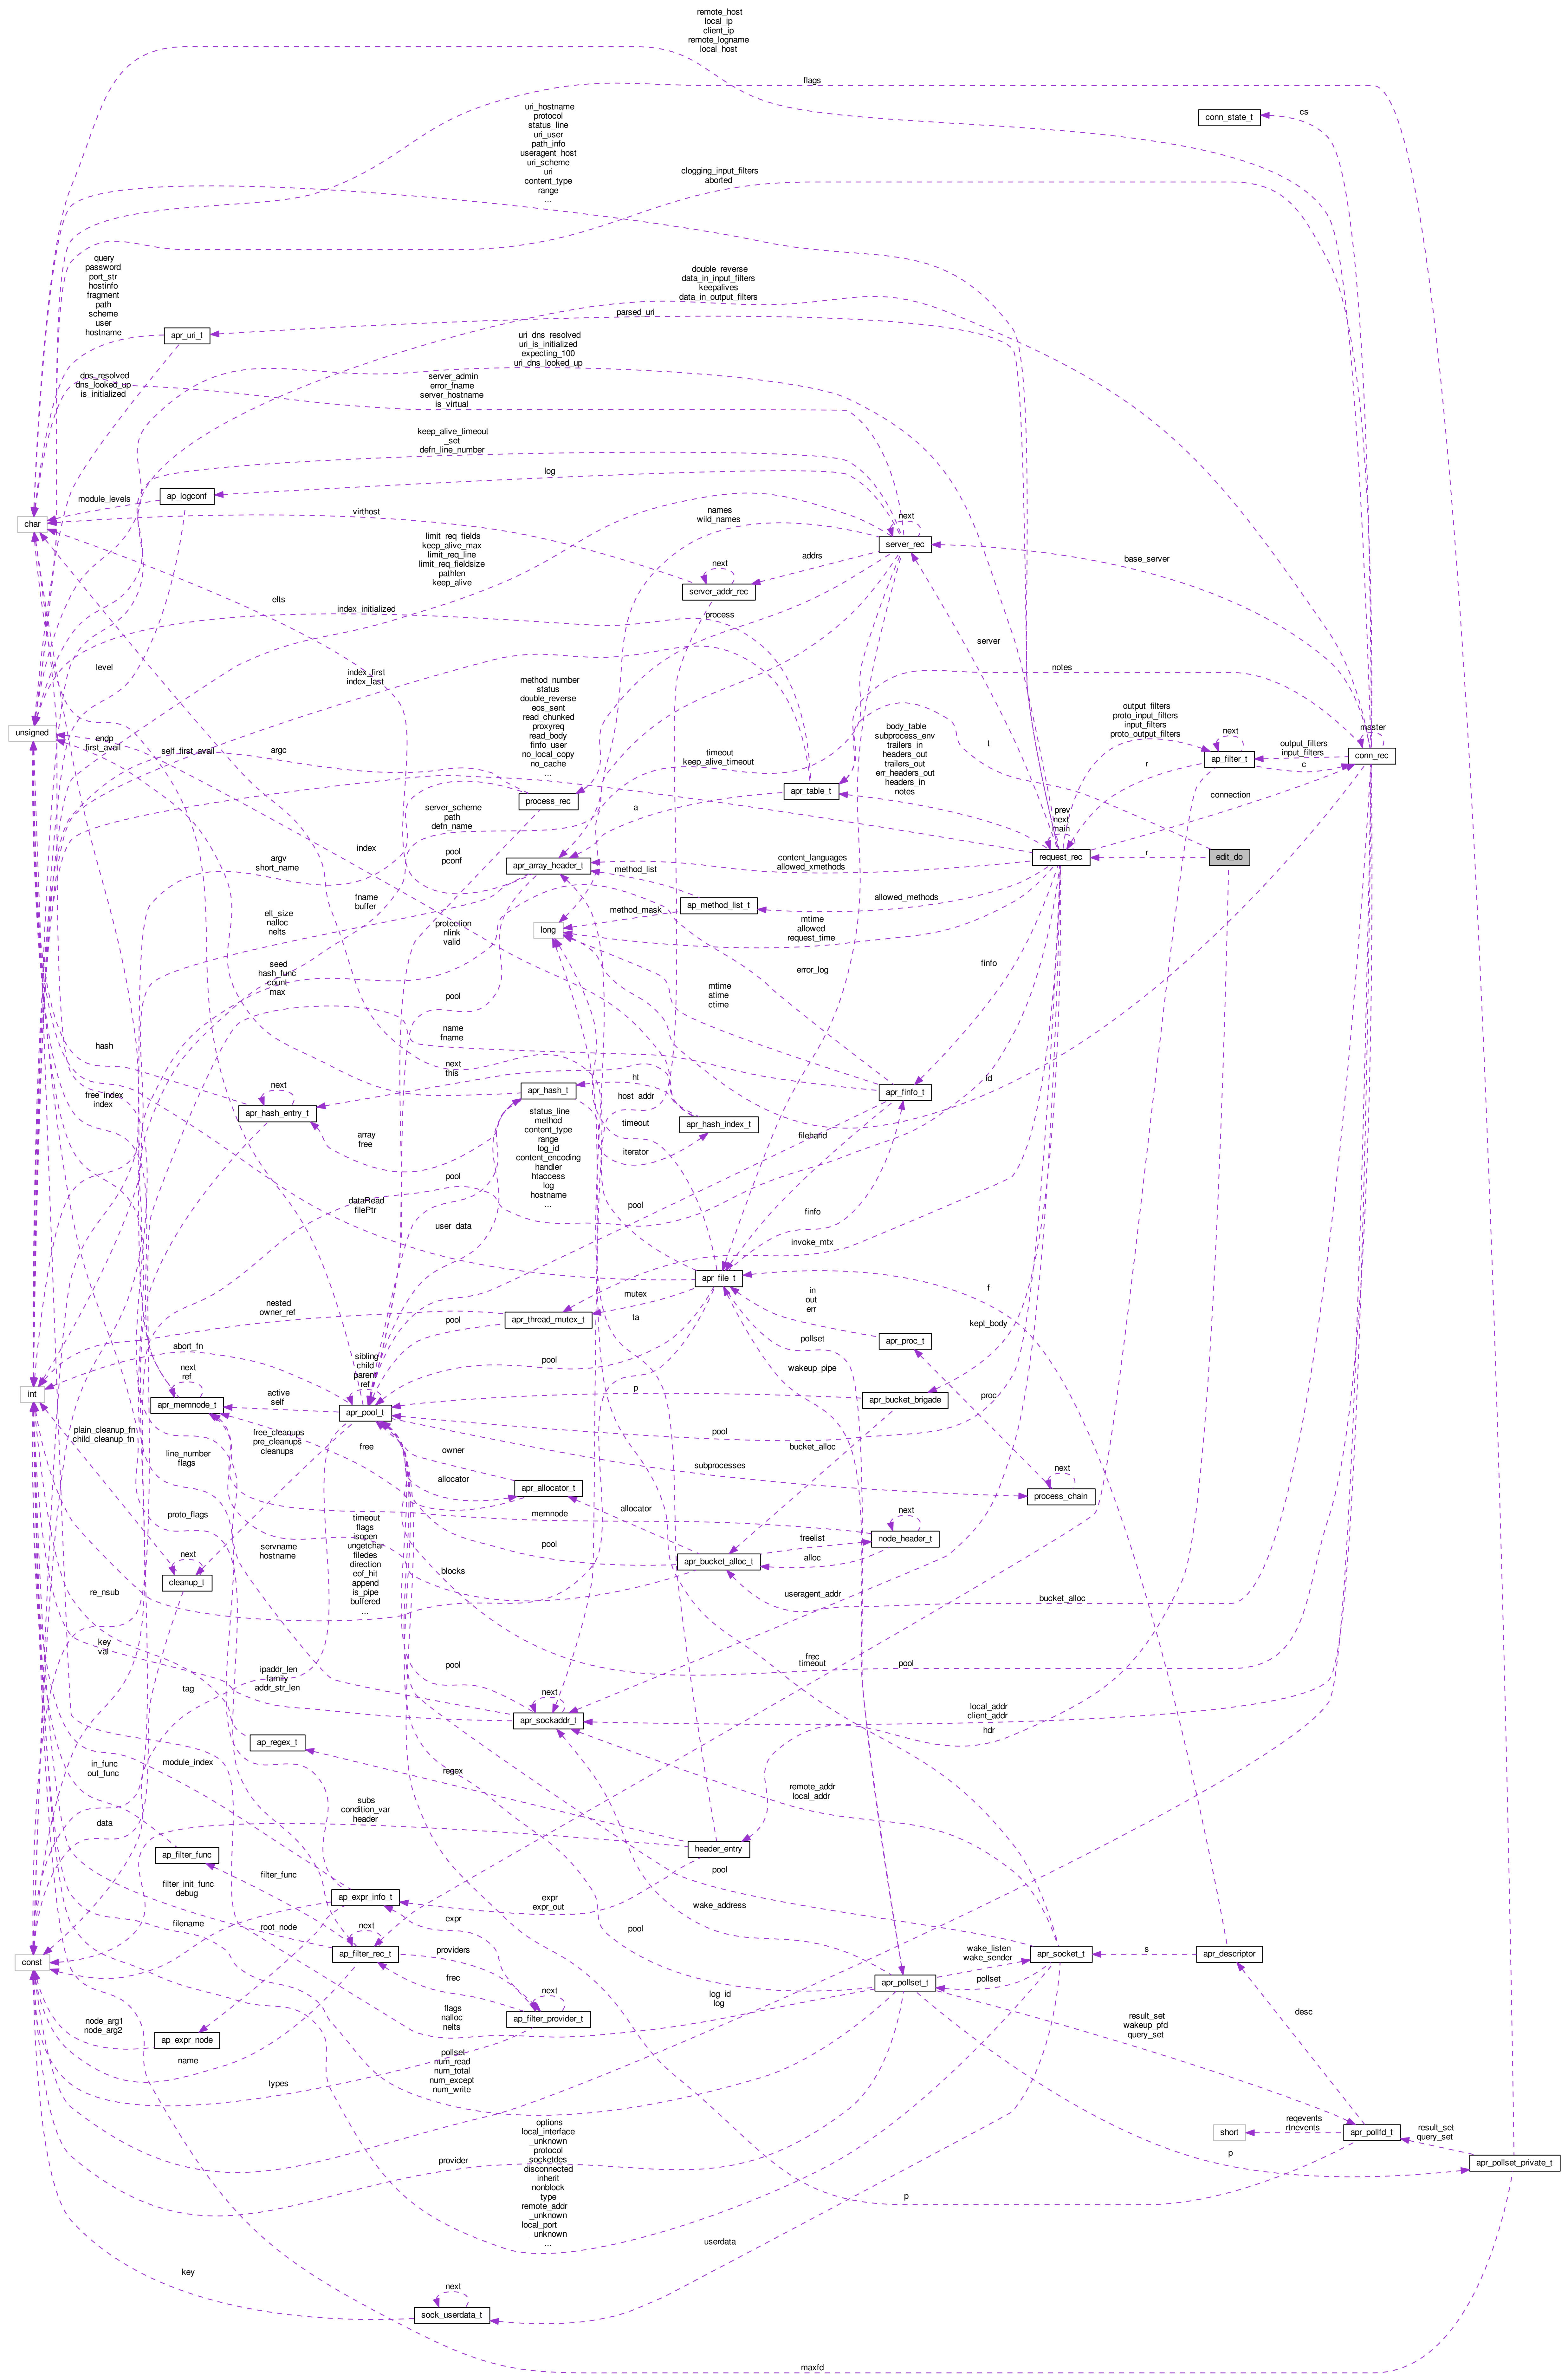 remote_host
local_ip
client_ip
remote_logname
local_host
flags
uri_hostname
protocol
status_line
uri_user
path_info
useragent_host
uri_scheme
uri
content_type
range
...
conn_state_t
cs
clogging_input_filters
aborted
query
password
port_str
hostinfo
fragment
path
scheme
user
hostname
double_reverse
data_in_input_filters
keepalives
data_in_output_filters
parsed_uri
apr_uri_t
uri_dns_resolved
uri_is_initialized
expecting_100
uri_dns_looked_up
dns_resolved
dns_looked_up
is_initialized
server_admin
error_fname
server_hostname
is_virtual
keep_alive_timeout
_set
defn_line_number
log
ap_logconf
module_levels
char
virthost
names
wild_names
next
server_rec
limit_req_fields
keep_alive_max
limit_req_line
limit_req_fieldsize
pathlen
keep_alive
addrs
next
server_addr_rec
base_server
elts
index_initialized
process
server
level
index_first
index_last
notes
method_number
status
double_reverse
eos_sent
read_chunked
proxyreq
read_body
finfo_user
no_local_copy
no_cache
...
body_table
subprocess_env
trailers_in
headers_out
trailers_out
err_headers_out
headers_in
notes
output_filters
proto_input_filters
input_filters
proto_output_filters
master
conn_rec
unsigned
endp
first_avail
self_first_avail
argc
timeout
keep_alive_timeout
t
next
ap_filter_t
output_filters
input_filters
c
r
apr_table_t
process_rec
connection
server_scheme
path
defn_name
a
prev
next
main
request_rec
r
edit_do
argv
short_name
index
pool
pconf
apr_array_header_t
content_languages
allowed_xmethods
method_list
fname
buffer
ap_method_list_t
allowed_methods
elt_size
nalloc
nelts
protection
nlink
valid
long
method_mask
mtime
allowed
request_time
finfo
seed
hash_func
count
max
error_log
pool
mtime
atime
ctime
name
fname
hash
next
this
id
free_index
index
next
apr_hash_entry_t
apr_hash_t
ht
apr_finfo_t
host_addr
apr_hash_index_t
status_line
method
content_type
range
log_id
content_encoding
handler
htaccess
log
hostname
...
timeout
array
free
filehand
iterator
pool
dataRead
filePtr
pool
user_data
finfo
invoke_mtx
apr_file_t
f
nested
owner_ref
apr_thread_mutex_t
mutex
in
out
err
ta
pool
abort_fn
apr_proc_t
kept_body
sibling
child
parent
ref
pool
pollset
wakeup_pipe
int
next
ref
apr_memnode_t
active
self
apr_pool_t
p
apr_bucket_brigade
proc
pool
plain_cleanup_fn
child_cleanup_fn
free_cleanups
pre_cleanups
cleanups
line_number
flags
free
owner
bucket_alloc
subprocesses
next
process_chain
allocator
apr_allocator_t
proto_flags
timeout
flags
isopen
ungetchar
filedes
direction
eof_hit
append
is_pipe
buffered
...
memnode
allocator
next
node_header_t
servname
hostname
pool
freelist
alloc
apr_bucket_alloc_t
next
cleanup_t
blocks
re_nsub
useragent_addr
bucket_alloc
key
val
tag
ipaddr_len
family
addr_str_len
pool
frec
timeout
pool
next
apr_sockaddr_t
local_addr
client_addr
hdr
ap_regex_t
in_func
out_func
module_index
regex
subs
condition_var
header
remote_addr
local_addr
data
ap_filter_func
header_entry
filter_func
pool
filter_init_func
debug
ap_expr_info_t
expr
expr_out
wake_address
filename
root_node
expr
pool
const
next
ap_filter_rec_t
providers
wake_listen
wake_sender
apr_socket_t
s
apr_descriptor
frec
next
apr_pollset_t
pollset
flags
nalloc
nelts
log_id
log
ap_filter_provider_t
node_arg1
node_arg2
ap_expr_node
desc
result_set
wakeup_pfd
query_set
name
pollset
num_read
num_total
num_except
num_write
types
options
local_interface
_unknown
protocol
socketdes
disconnected
inherit
nonblock
type
remote_addr
_unknown
local_port
_unknown
...
provider
short
reqevents
rtnevents
apr_pollfd_t
result_set
query_set
p
apr_pollset_private_t
p
userdata
key
next
sock_userdata_t
maxfd